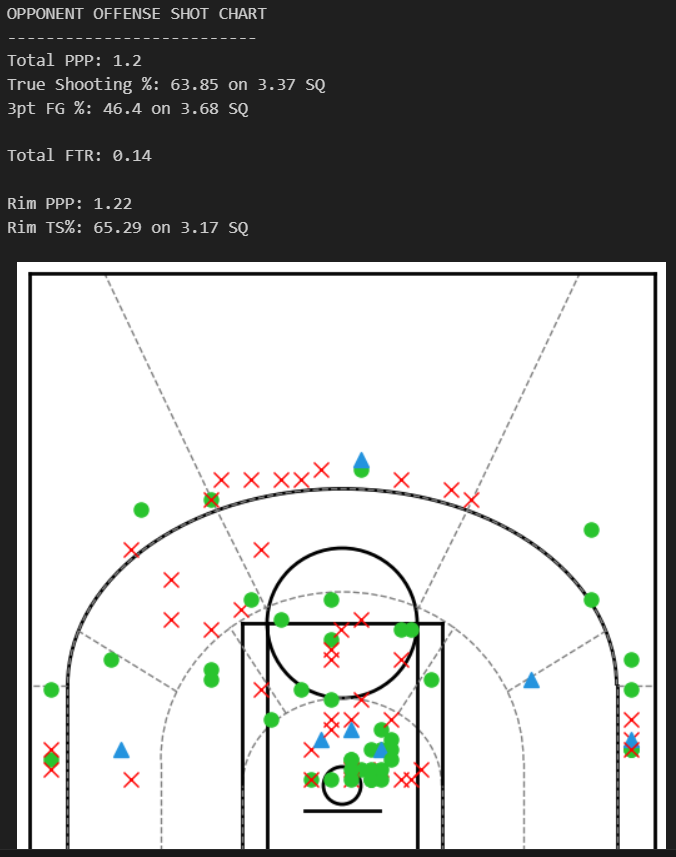 OPPONENT OFFENSE SHOT CHART
--------------------------
Total PPP: 1.2
True Shooting %: 63.85 on 3.37 SQ
3pt FG %: 46.4 on 3.68 SQ
Total FTR: 0.14
Rim PPP: 1.22
Rim TS%: 65.29 on 3.17 SQ